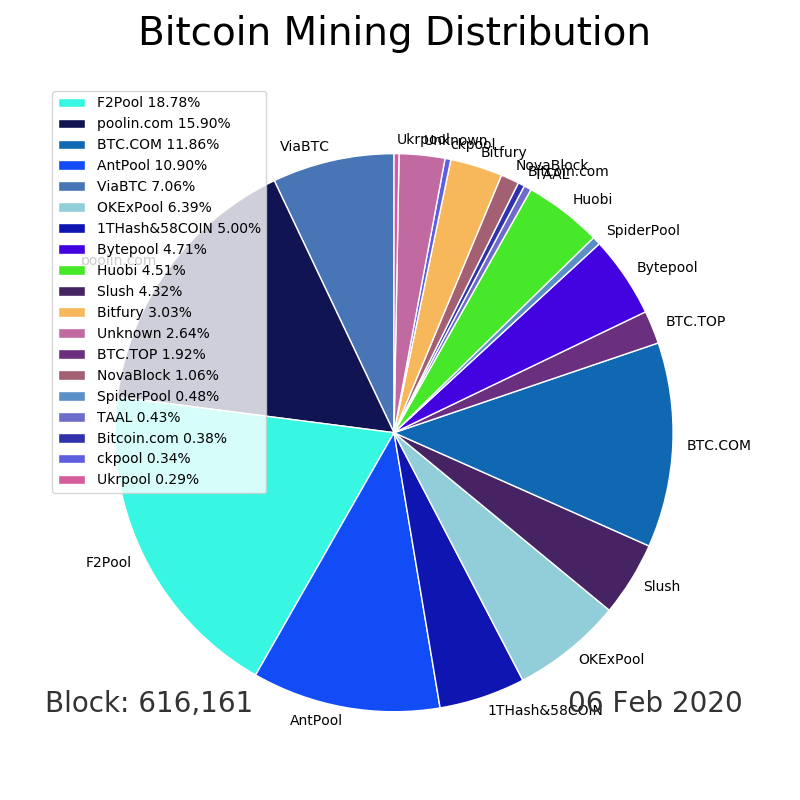 Bitcoin Mining Distribution
F2Pool 18.78%
poolin.com 15.90%
BTC.COM 11.86%
AntPool 10.90%
ViaBTC 7.06%
OKExPool 6.39%
1THash&58COIN 5.00%
Bytepool 4.71%
Huobi 4.51%
Slush 4.32%
Bitfury 3.03%
Unknown 2.64%
BTC.TOP 1.92%
NovaBlock 1.06%
SpiderPool 0.48%
TAAL 0.43%
Bitcoin.com 0.38%
ckpool 0.34%
Ukrpool 0.29%
ViaBTC
Ukrpool
Unknown
ckpool
Bitfury
NovaBlock
Bitcoin.com
TAAL
Huobi
SpiderPool
Bytepool
BTC.TOP
BTC.COM
Slush
OKExPool
1THash&58COIN
AntPool
F2Pool
poolin.com
Block: 616,161
06 Feb 2020